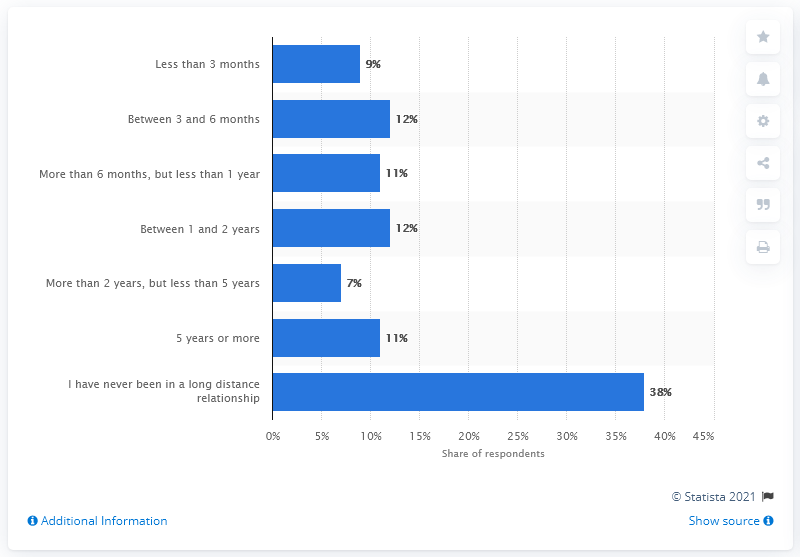 Less than 3 months
9%
Between 3 and 6 months
12%
More than 6 months, but less than 1 year
11%
Between 1 and 2 years
12%
More than 2 years, but less than 5 years
7%
5 years or more
11%
I have never been in a long distance
relationship
38%
0% 5% 10% 15% 20% 25% 30% 35% 40% 45%
Share of respondents
© Statista 2021
Additional Information
Show source